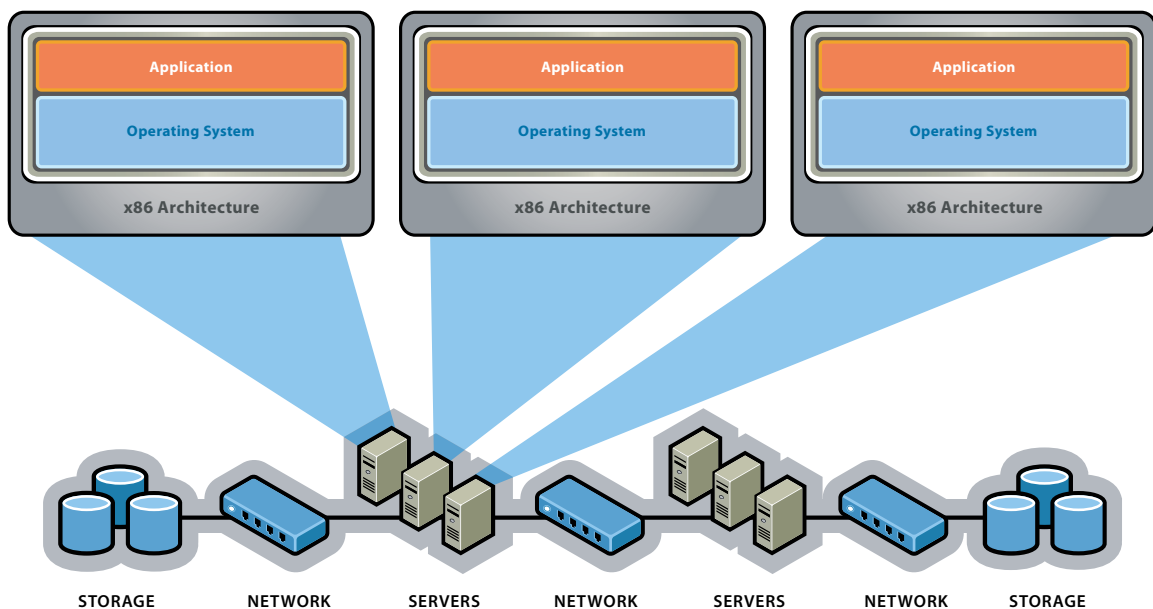 Application
Operating System
x86 Architecture
Application
Operating System
x86 Architecture
Application
Operating System
x86 Architecture
STORAGE
NETWORK
SERVERS
NETWORK
SERVERS
NETWORK
STORAGE